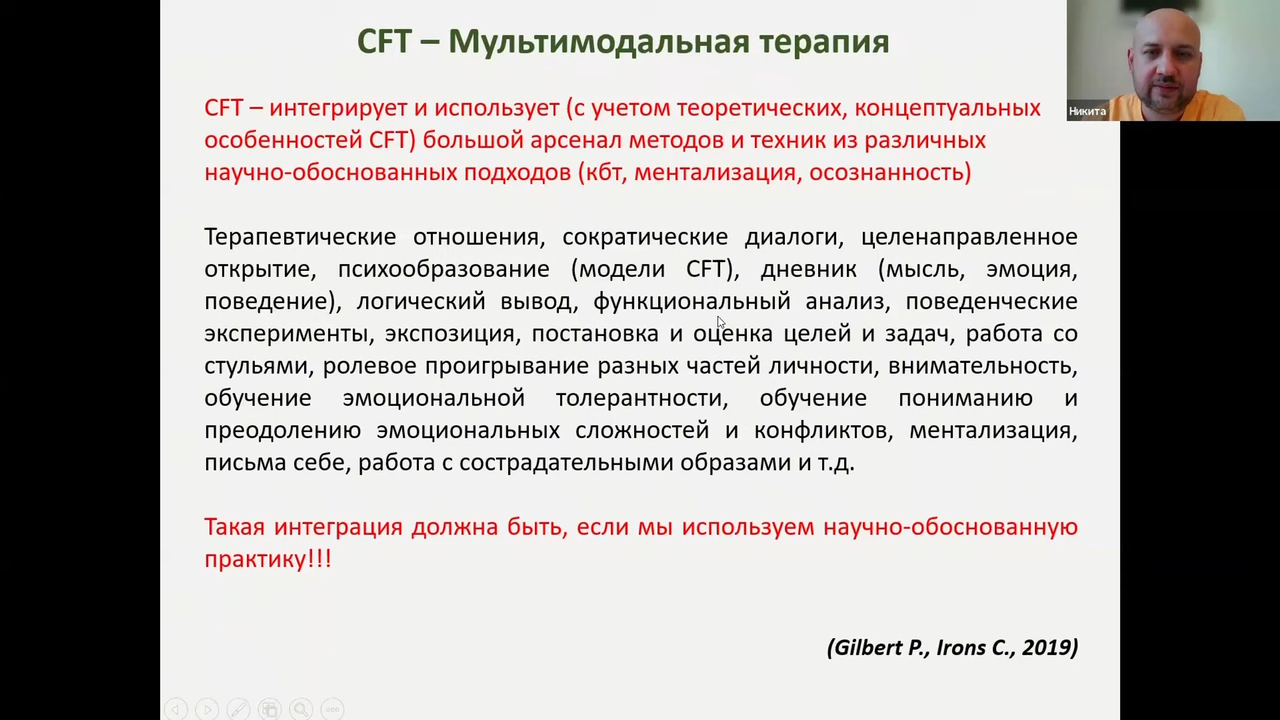 CFT – Мультимодальная терапия
Никита
CFT – интегрирует и использует (с учетом теоретических, концептуальных
особенностей CFT) большой арсенал методов и техник из различных
научно-обоснованных подходов (кбт, ментализация, осознанность)
Терапевтические отношения, сократические диалоги, целенаправленное
открытие, психообразование (модели CFT), дневник (мысль, эмоция,
поведение), логический вывод, функциональный анализ, поведенческие
эксперименты, экспозиция, постановка и оценка целей и задач, работа со
стульями, ролевое проигрывание разных частей личности, внимательность,
обучение эмоциональной толерантности, обучение пониманию и
преодолению эмоциональных сложностей и конфликтов, ментализация,
письма себе, работа с сострадательными образами и т.д.
Такая интеграция должна быть, если мы используем научно-обоснованную
практику!!!
(Gilbert P., Irons C., 2019)